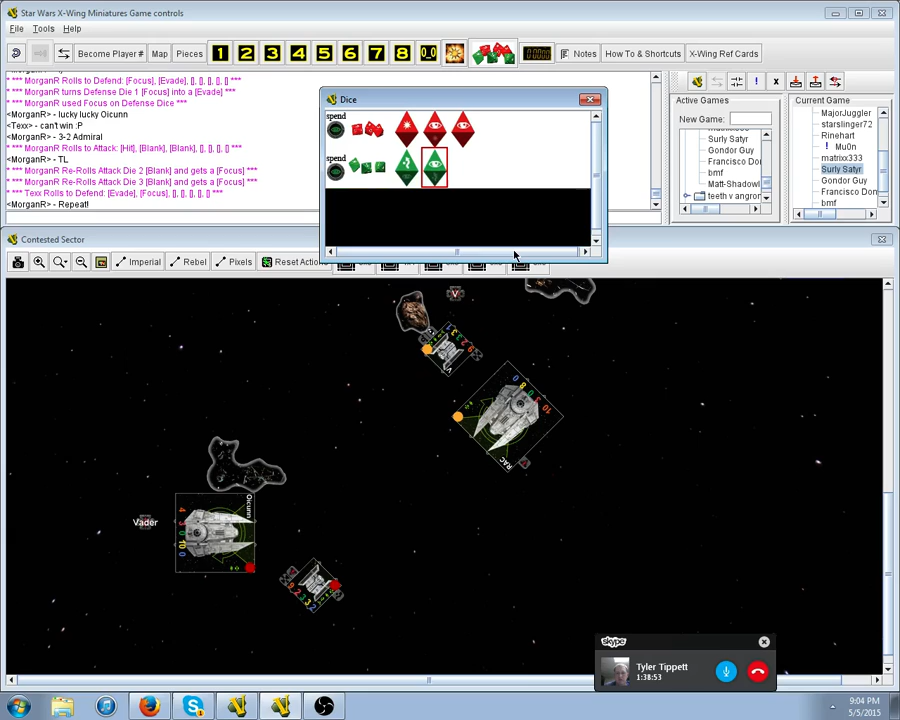 Star Wars X-Wing Miniatures Game controls
File Tools Help
Become Player # Map Pieces 1 2 3 4 5 6 7 8 Notes How To & Shortcuts X-Wing Ref Cards
* *** MorganR Rolls to Defend: [Focus], [Evade], [], [], [], [] ***
* *** MorganR turns Defense Die 1 [Focus] into a [Evade] ***
* *** MorganR used Focus on Defense Dice ***
<MorganR> - lucky lucky Oicunn
<Texx> - can't win :P
<MorganR> - 3-2 Admiral
* *** MorganR Rolls to Attack: [Hit], [Blank], [Blank], [], [], [] ***
<MorganR> - TL
* *** MorganR Re-Rolls Attack Die 2 [Blank] and gets a [Focus] ***
* *** MorganR Re-Rolls Attack Die 3 [Blank] and gets a [Focus] ***
* *** Texx Rolls to Defend: [Evade], [Focus], [], [], [], [] ***
<MorganR> - Repeat!
Dice
spend
spend
Active Games
Surly Satyr
Gondor Guy
Francisco Don
bmf
Matt-Shadowl
teeth v angron
Current Game
MajorJuggler
starslinger72
Rinehart
! Mu0n
matrix333
Surly Satyr
Gondor Guy
Francisco Don
bmf
Contested Sector
Imperial Rebel Pixels Reset Actio
V
RAC
Vader
Oicunn
skype
Tyler Tippett
1:38:53
9:04 PM
5/5/2015